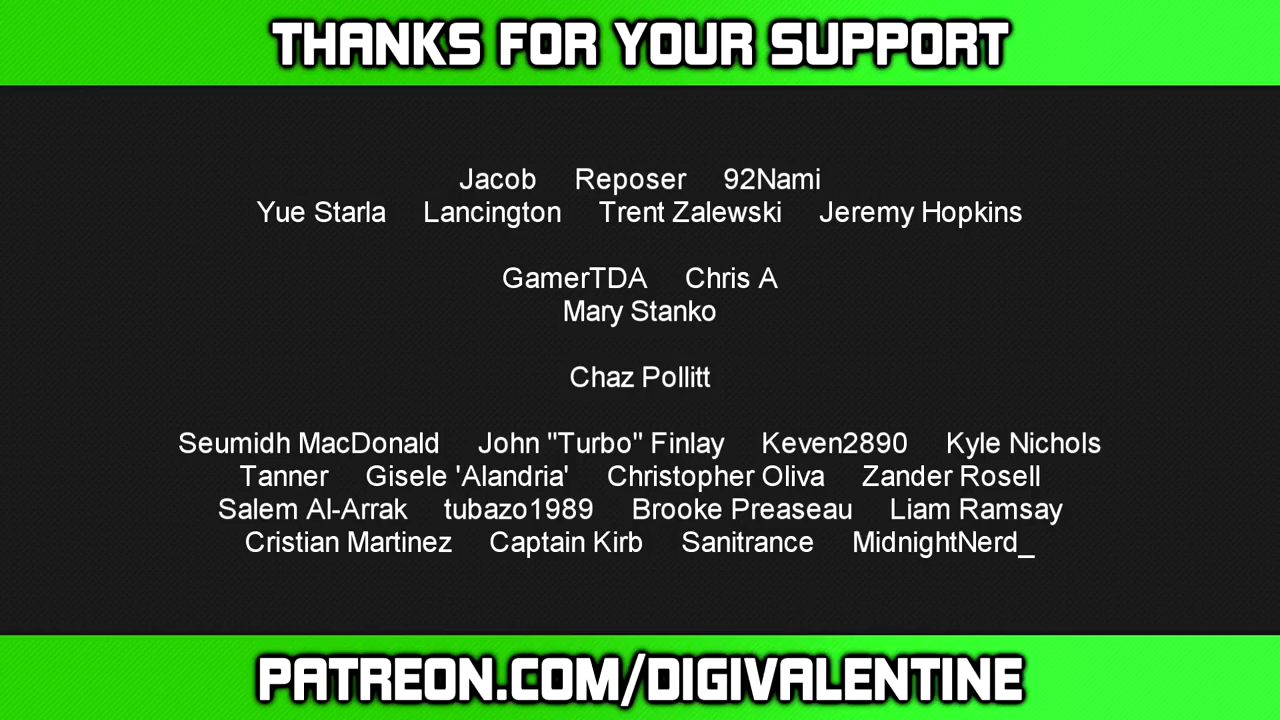 THANKS FOR YOUR SUPPORT
Jacob Reposer 92Nami
Yue Starla Lancington Trent Zalewski Jeremy Hopkins
GamerTDA Chris A
Mary Stanko
Chaz Pollitt
Seumidh MacDonald John "Turbo" Finlay Keven2890 Kyle Nichols
Tanner Gisele 'Alandria' Christopher Oliva Zander Rosell
Salem Al-Arrak tubazo1989 Brooke Preaseau Liam Ramsay
Cristian Martinez Captain Kirb Sanitrance MidnightNerd_
PATREON.COM/DIGIVALENTINE